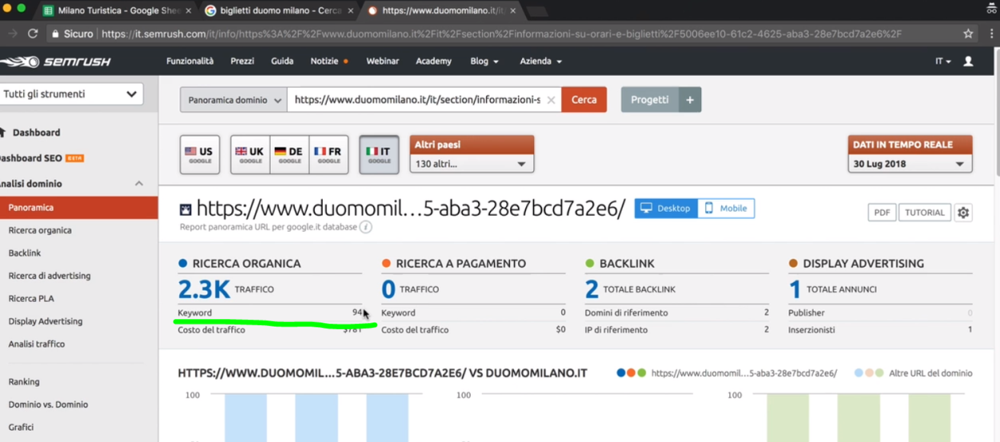 Milano Turistica - Google Shee
biglietti duomo milano - Cerca
https://www.duomomilano.it/it
Sicuro https://it.semrush.com/it/info/https%3A%2F%2Fwww.duomomilano.it%2Fit%2Fsection%2Finformazioni-su-orari-e-biglietti%2F5006ee10-61c2-4625-aba3-28e7bcd7a2e6%2F
SEMRUSH Funzionalità Prezzi Guida Notizie Webinar Academy Blog Azienda IT
Tutti gli strumenti
Panoramica dominio https://www.duomomilano.it/it/section/informazioni-s Cerca Progetti +
Dashboard
ashboard SEO BETA
nalisi dominio
Panoramica
Ricerca organica
Backlink
Ricerca di advertising
Ricerca PLA
Display Advertising
Analisi traffico
Ranking
Dominio vs. Dominio
Grafici
US GOOGLE
UK GOOGLE
DE GOOGLE
FR GOOGLE
IT GOOGLE
Altri paesi
130 altri...
DATI IN TEMPO REALE
30 Lug 2018
https://www.duomomil...5-aba3-28e7bcd7a2e6/
Desktop Mobile
PDF TUTORIAL
Report panoramica URL per google.it database i
RICERCA ORGANICA
2.3K TRAFFICO
Keyword 94
Costo del traffico $781
RICERCA A PAGAMENTO
0 TRAFFICO
Keyword 0
Costo del traffico $0
BACKLINK
2 TOTALE BACKLINK
Domini di riferimento 2
IP di riferimento 2
DISPLAY ADVERTISING
1 TOTALE ANNUNCI
Publisher 0
Inserzionisti 1
HTTPS://WWW.DUOMOMIL...5-ABA3-28E7BCD7A2E6/ VS DUOMOMILANO.IT
https://www.duomomil...5-aba3-28e7bcd7a2e6/
Altre URL del dominio
100
100
100